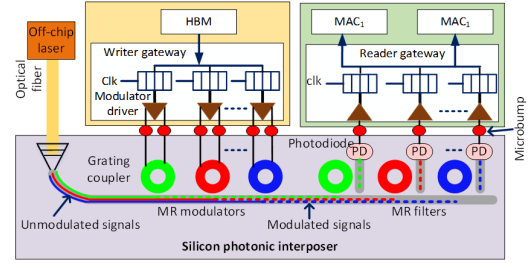 Off-chip
laser
Optical
fiber
HBM
Writer gateway
Clk
Modulator
driver
MAC₁
MAC₁
Reader gateway
clk
Microbump
Photodiode
PD
PD
PD
Grating
coupler
Unmodulated signals
MR modulators
Modulated signals
MR filters
Silicon photonic interposer